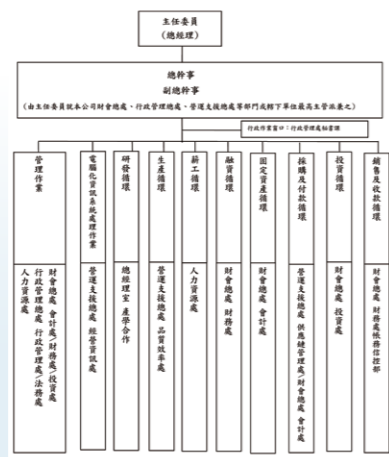 主任委員
(總經理)
總幹事
副總幹事
(由主任委員就本公司財會總處、行政管理總處、營運支援總處等部門或轄下單位最高主管派兼之)
行政作業窗口：行政管理處秘書課
管理作業
財會總處 會計處/財務處/投資處
行政管理總處 行政管理處/法務處
人力資源處
電腦化資訊系統處理作業
營運支援總處 經營資訊處
研發循環
總經理室 產學合作
生產循環
營運支援總處 品質效率處
薪工循環
人力資源處
融資循環
財會總處 財務處
固定資產循環
財會總處 會計處
採購及付款循環
營運支援總處 供應鏈管理處/財會總處 會計處
投資循環
財會總處 投資處
銷售及收款循環
財會總處 財務處帳務信控部